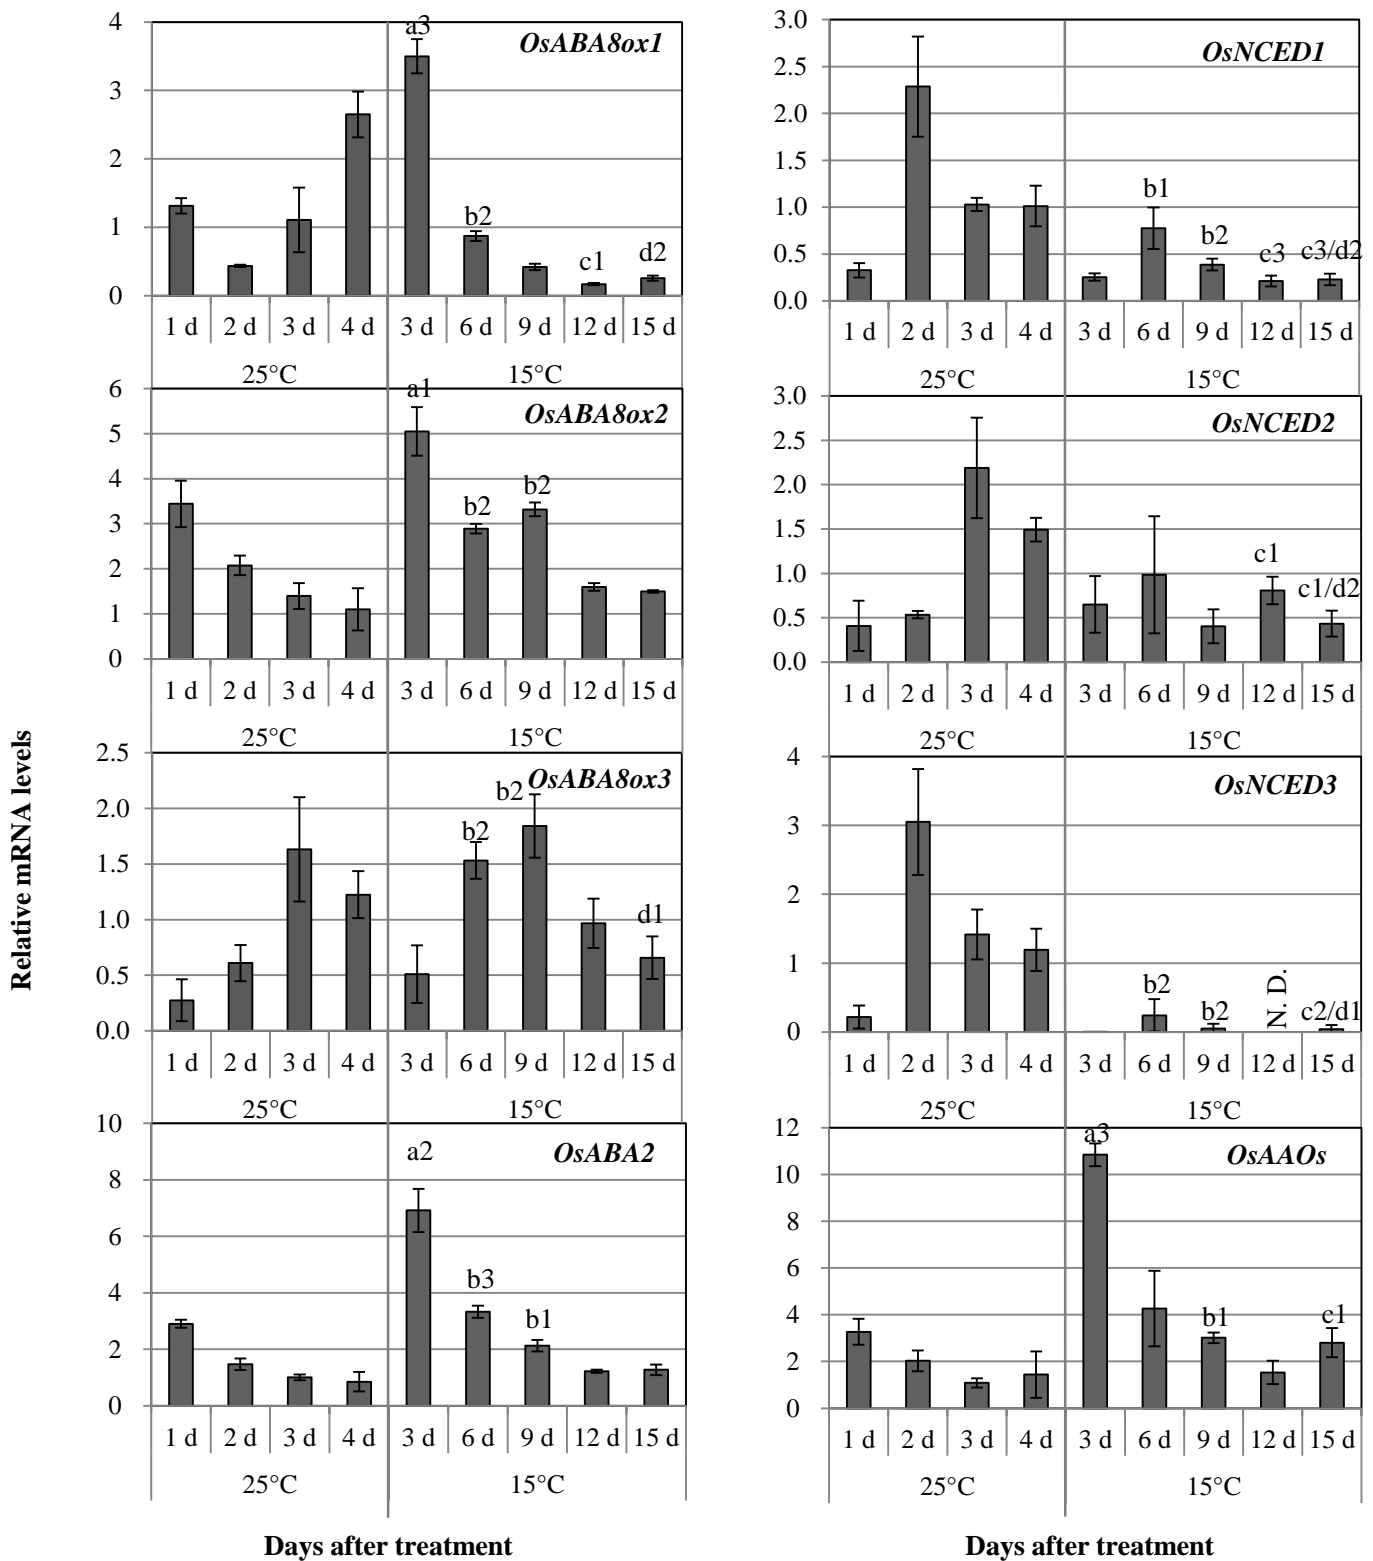 Relative mRNA levels
OsABA8ox1
4
3
2
1
0
a3
b2
c1
d2
1 d 2 d 3 d 4 d 3 d 6 d 9 d 12 d 15 d
25°C 15°C
OsABA8ox2
6
5
4
3
2
1
0
a1
b2
b2
1 d 2 d 3 d 4 d 3 d 6 d 9 d 12 d 15 d
25°C 15°C
OsABA8ox3
2.5
2.0
1.5
1.0
0.5
0.0
b2
b2
d1
1 d 2 d 3 d 4 d 3 d 6 d 9 d 12 d 15 d
25°C 15°C
OsABA2
10
8
6
4
2
0
a2
b3
b1
1 d 2 d 3 d 4 d 3 d 6 d 9 d 12 d 15 d
25°C 15°C
Days after treatment
OsNCED1
3.0
2.5
2.0
1.5
1.0
0.5
0.0
b1
b2
c3
c3/d2
1 d 2 d 3 d 4 d 3 d 6 d 9 d 12 d 15 d
25°C 15°C
OsNCED2
3.0
2.5
2.0
1.5
1.0
0.5
0.0
c1
c1/d2
1 d 2 d 3 d 4 d 3 d 6 d 9 d 12 d 15 d
25°C 15°C
OsNCED3
4
3
2
1
0
b2
b2
N. D.
c2/d1
1 d 2 d 3 d 4 d 3 d 6 d 9 d 12 d 15 d
25°C 15°C
OsAAOs
12
10
8
6
4
2
0
a3
b1
c1
1 d 2 d 3 d 4 d 3 d 6 d 9 d 12 d 15 d
25°C 15°C
Days after treatment